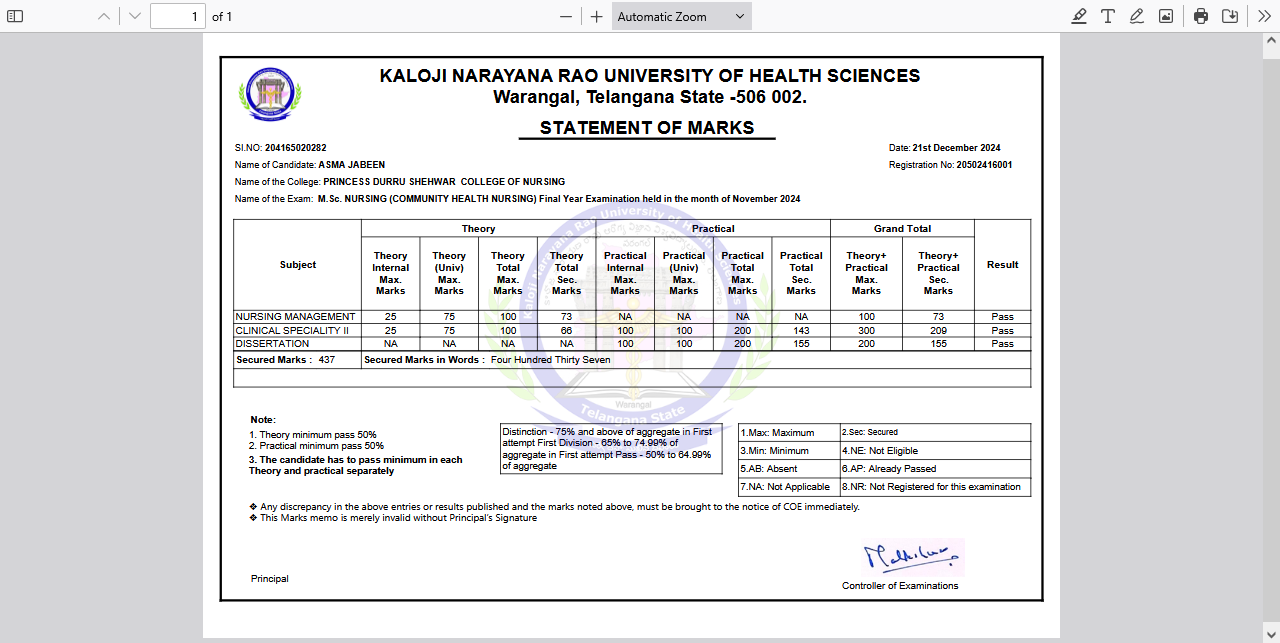 1 of 1 Automatic Zoom
KALOJI NARAYANA RAO UNIVERSITY OF HEALTH SCIENCES
Warangal, Telangana State -506 002.
STATEMENT OF MARKS
SI.NO: 204165020282 Date: 21st December 2024
Name of Candidate: ASMA JABEEN Registration No: 20502416001
Name of the College: PRINCESS DURRU SHEHWAR COLLEGE OF NURSING
Name of the Exam: M.Sc. NURSING (COMMUNITY HEALTH NURSING) Final Year Examination held in the month of November 2024
Kaloji Narayana Rao University of Health Sciences
Subject Theory Practical Grand Total Result
Theory Theory Theory Theory Practical Practical Practical Practical Theory+ Theory+
Internal (Univ) Total Total Internal (Univ) Total Total Practical Practical
Max. Max. Max. Sec. Max. Max. Max. Sec. Max. Sec.
Marks Marks Marks Marks Marks Marks Marks Marks Marks Marks
NURSING MANAGEMENT 25 75 100 73 NA NA NA NA 100 73 Pass
CLINICAL SPECIALITY II 25 75 100 66 100 100 200 143 300 209 Pass
DISSERTATION NA NA NA NA 100 100 200 155 200 155 Pass
Secured Marks : 437 Secured Marks in Words : Four Hundred Thirty Seven
Warangal
Telangana State
Note:
1. Theory minimum pass 50%
2. Practical minimum pass 50%
3. The candidate has to pass minimum in each
Theory and practical separately
Distinction - 75% and above of aggregate in First
attempt First Division - 65% to 74.99% of
aggregate in First attempt Pass - 50% to 64.99%
of aggregate
1.Max: Maximum 2.Sec: Secured
3.Min: Minimum 4.NE: Not Eligible
5.AB: Absent 6.AP: Already Passed
7.NA: Not Applicable 8.NR: Not Registered for this examination
❖ Any discrepancy in the above entries or results published and the marks noted above, must be brought to the notice of COE immediately.
❖ This Marks memo is merely invalid without Principal's Signature
Principal
Controller of Examinations